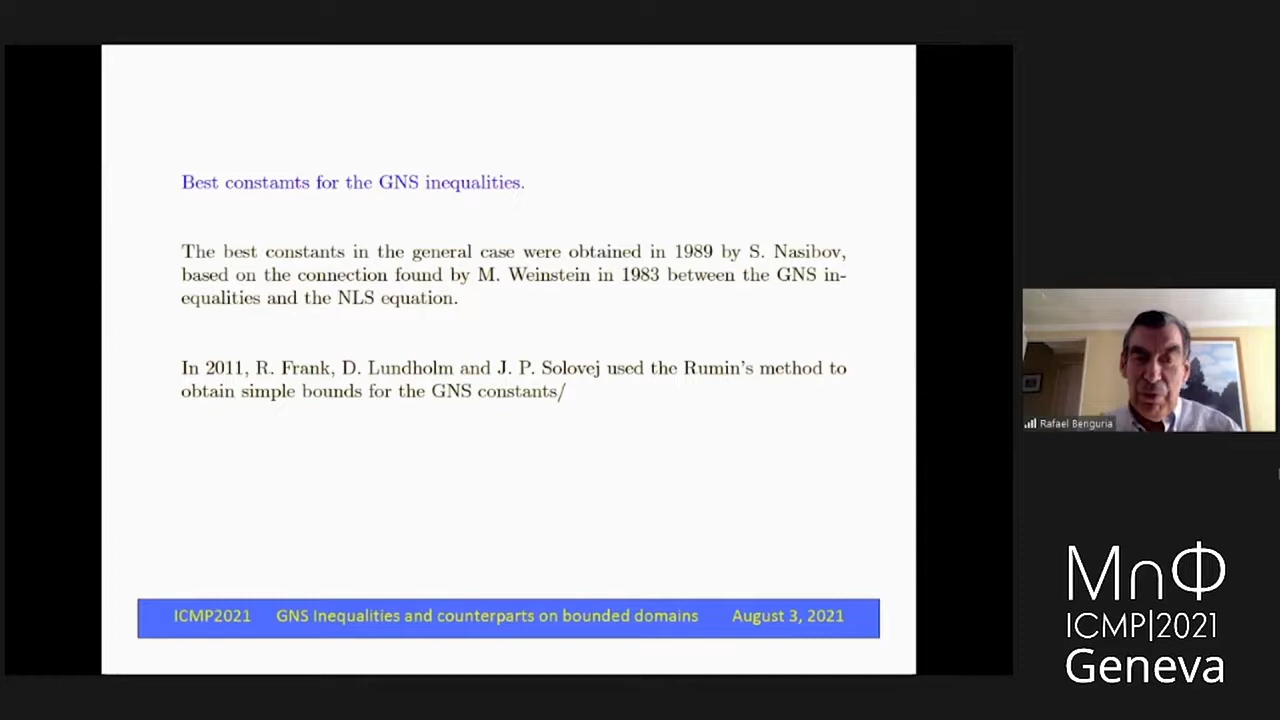 Best constamts for the GNS inequalities.
The best constants in the general case were obtained in 1989 by S. Nasibov,
based on the connection found by M. Weinstein in 1983 between the GNS in-
equalities and the NLS equation.
In 2011, R. Frank, D. Lundholm and J. P. Solovej used the Rumin's method to
obtain simple bounds for the GNS constants/
ICMP2021 GNS Inequalities and counterparts on bounded domains August 3, 2021
Rafael Benguria
MηΦ
ICMP|2021
Geneva